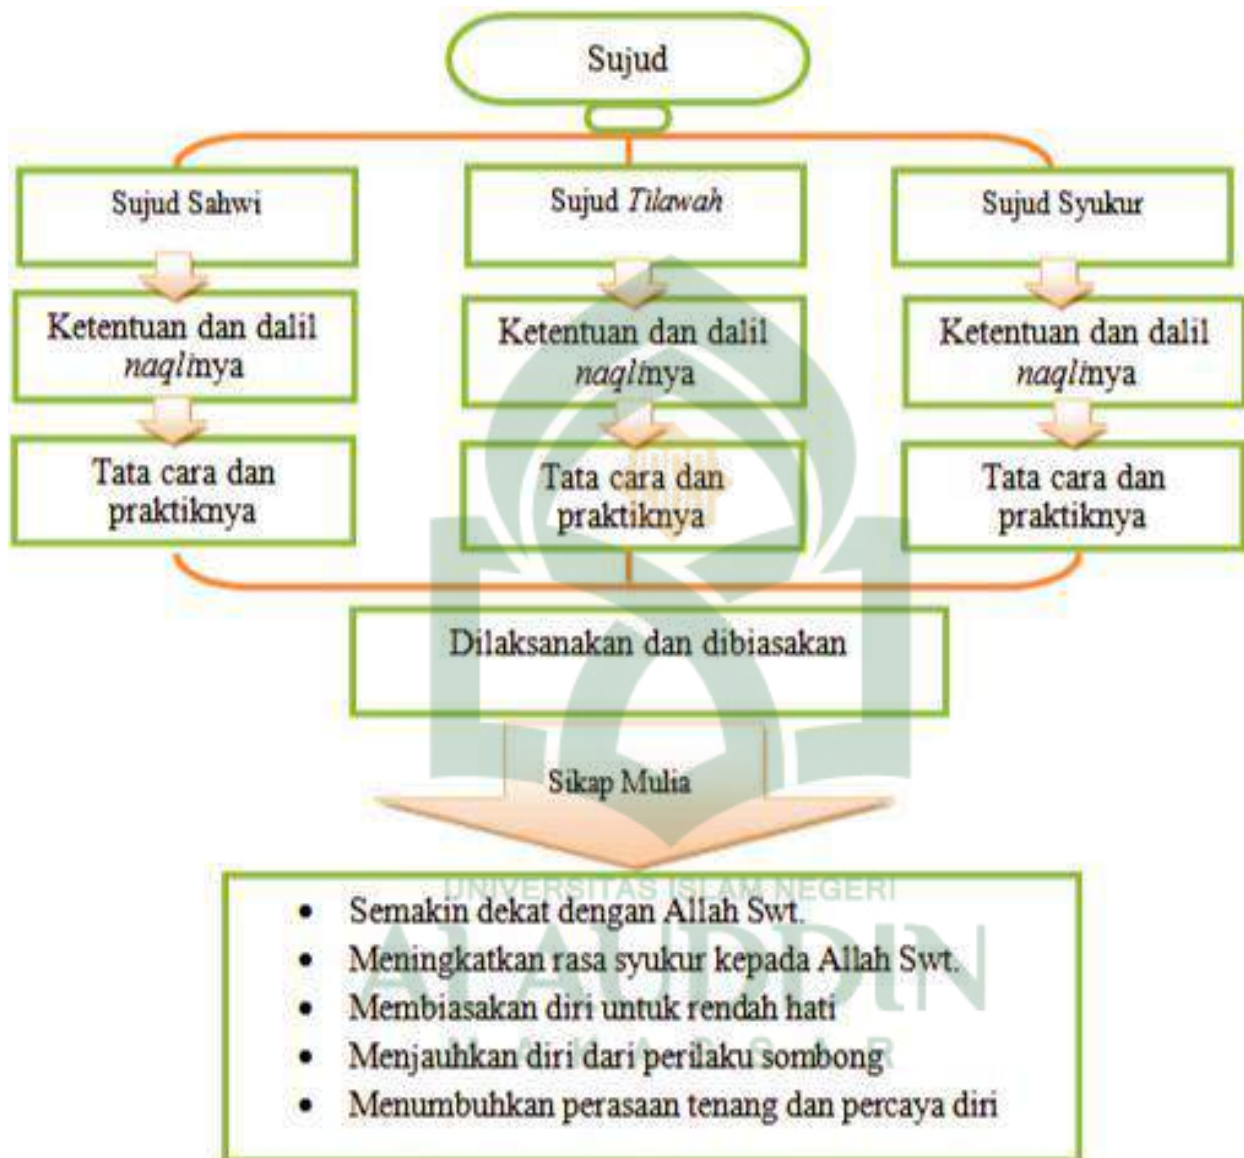 Sujud
Sujud Sahwi
Sujud Tilawah
Sujud Syukur
Ketentuan dan dalil
naqlinya
Ketentuan dan dalil
naqlinya
Ketentuan dan dalil
naqlinya
Tata cara dan
praktiknya
Tata cara dan
praktiknya
Tata cara dan
praktiknya
Dilaksanakan dan dibiasakan
Sikap Mulia
UNIVERSITAS ISLAM NEGERI
• Semakin dekat dengan Allah Swt.
ALAUDDIN
• Meningkatkan rasa syukur kepada Allah Swt.
• Membiasakan diri untuk rendah hati
MAKASSAR
• Menjauhkan diri dari perilaku sombong
• Menumbuhkan perasaan tenang dan percaya diri